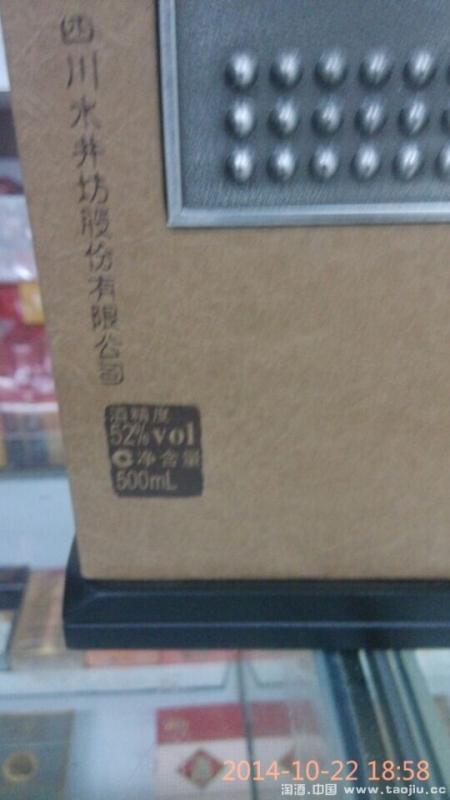 四川水井坊股份有限公司
酒精度
52%vol
C净含量
500mL
2014-10-22 18:58
淘酒.中国 www.taojiu.cc